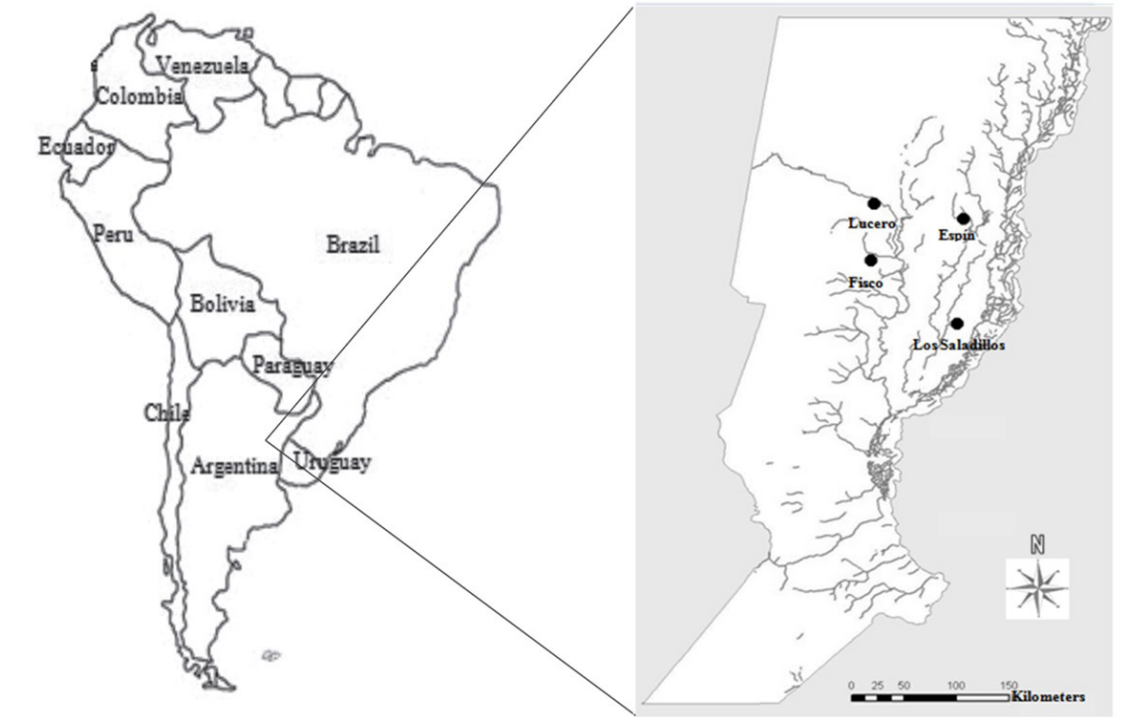 Venezuela
Colombia
Ecuador
Peru
Brazil
Bolivia
Paraguay
Chile
Argentina
Uruguay
Lucero
Espin
Fisco
Los Saladillos
N
0 25 50 100 150
Kilometers